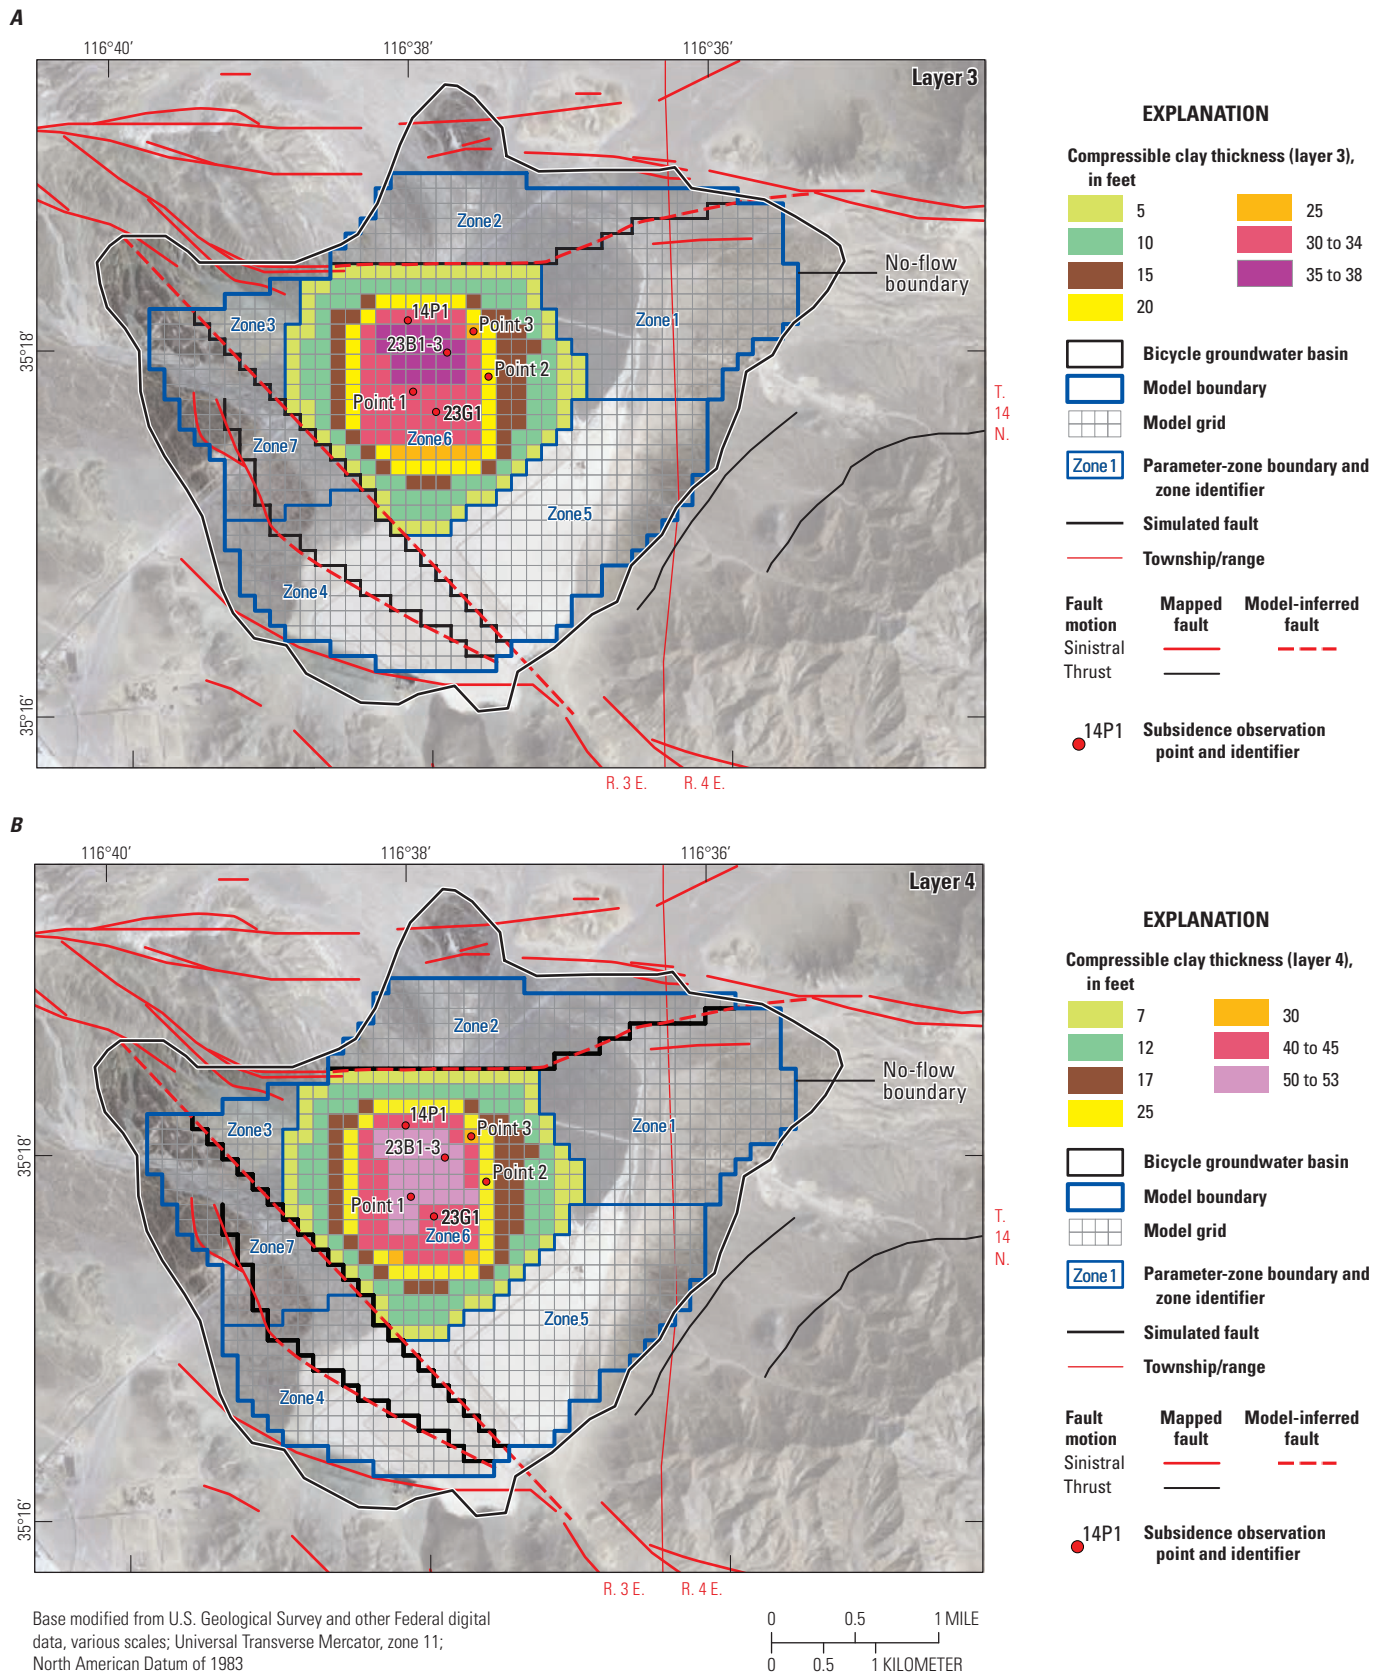 A
116°40′
116°38′
116°36′
Layer 3
35°18′
35°16′
Zone 2
Zone 3
Zone 1
14P1
Point 3
23B1-3
Point 2
Point 1
23G1
Zone 6
Zone 7
Zone 5
Zone 4
No-flow
boundary
T.
14
N.
R. 3 E.
R. 4 E.
EXPLANATION
Compressible clay thickness (layer 3),
in feet
5
25
10
30 to 34
15
35 to 38
20
Bicycle groundwater basin
Model boundary
Model grid
Zone 1
Parameter-zone boundary and
zone identifier
Simulated fault
Township/range
Fault
motion
Mapped
fault
Model-inferred
fault
Sinistral
Thrust
14P1
Subsidence observation
point and identifier
B
116°40′
116°38′
116°36′
Layer 4
35°18′
35°16′
Zone 2
Zone 3
Zone 1
14P1
Point 3
23B1-3
Point 2
Point 1
23G1
Zone 6
Zone 7
Zone 5
Zone 4
No-flow
boundary
T.
14
N.
R. 3 E.
R. 4 E.
EXPLANATION
Compressible clay thickness (layer 4),
in feet
7
30
12
40 to 45
17
50 to 53
25
Bicycle groundwater basin
Model boundary
Model grid
Zone 1
Parameter-zone boundary and
zone identifier
Simulated fault
Township/range
Fault
motion
Mapped
fault
Model-inferred
fault
Sinistral
Thrust
14P1
Subsidence observation
point and identifier
Base modified from U.S. Geological Survey and other Federal digital
data, various scales; Universal Transverse Mercator, zone 11;
North American Datum of 1983
0 0.5 1 MILE
0 0.5 1 KILOMETER